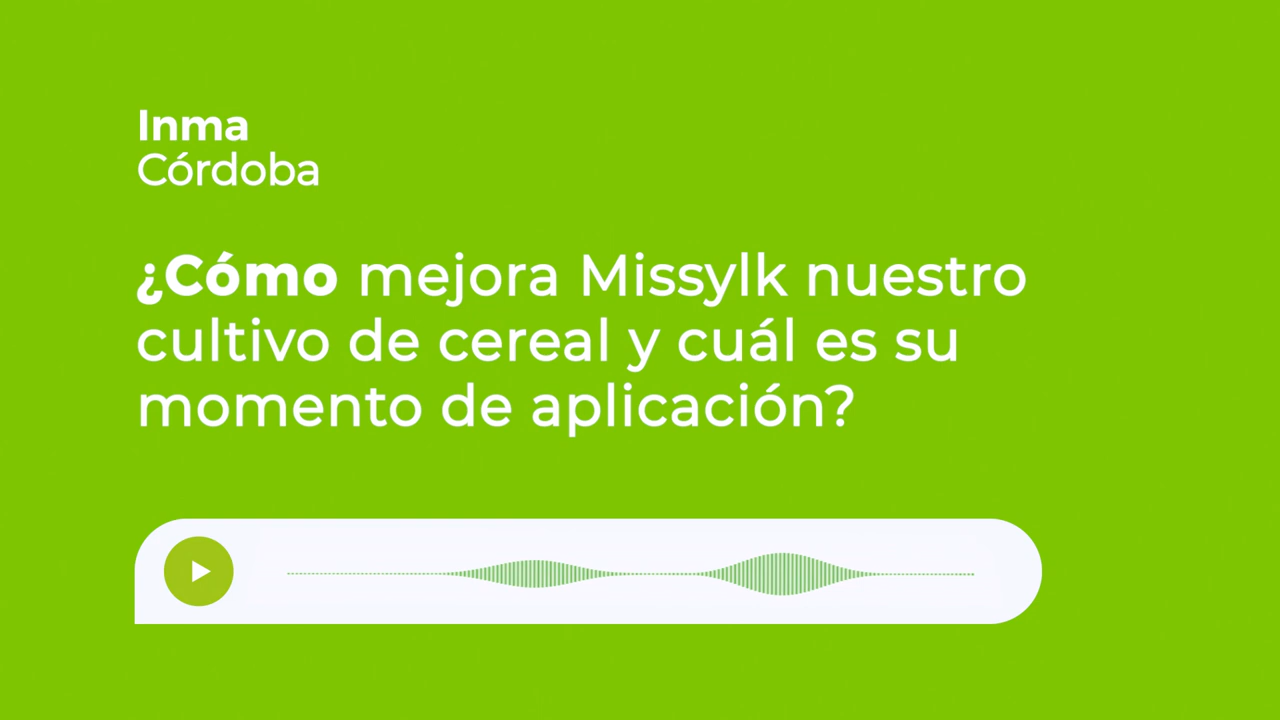 Inma
Córdoba
¿Cómo mejora Missylk nuestro
cultivo de cereal y cuál es su
momento de aplicación?